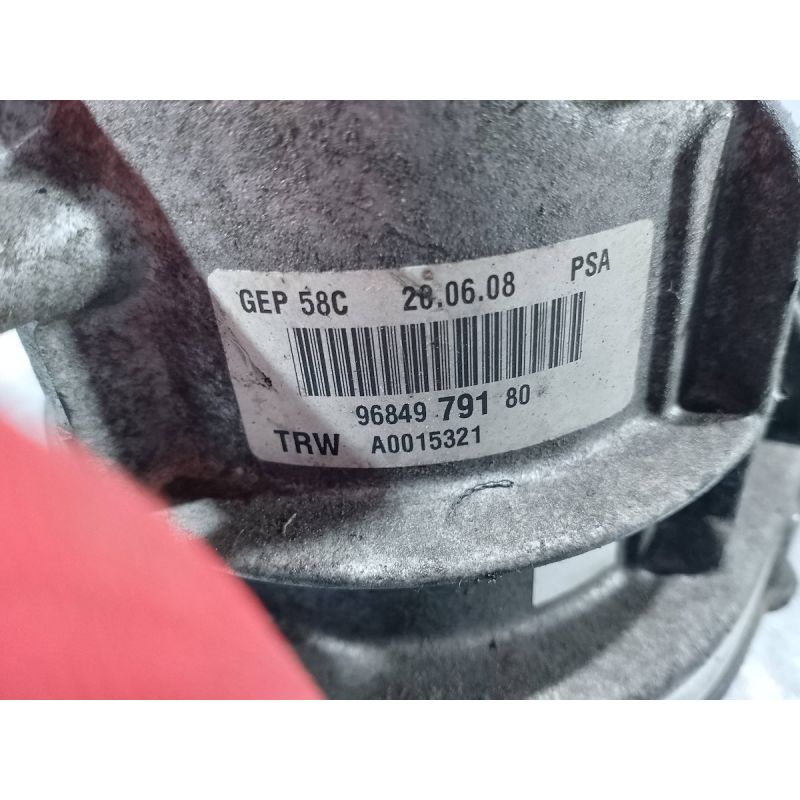 GEP 58C 26.06.08 PSA
96849 791 80
TRW A0015321